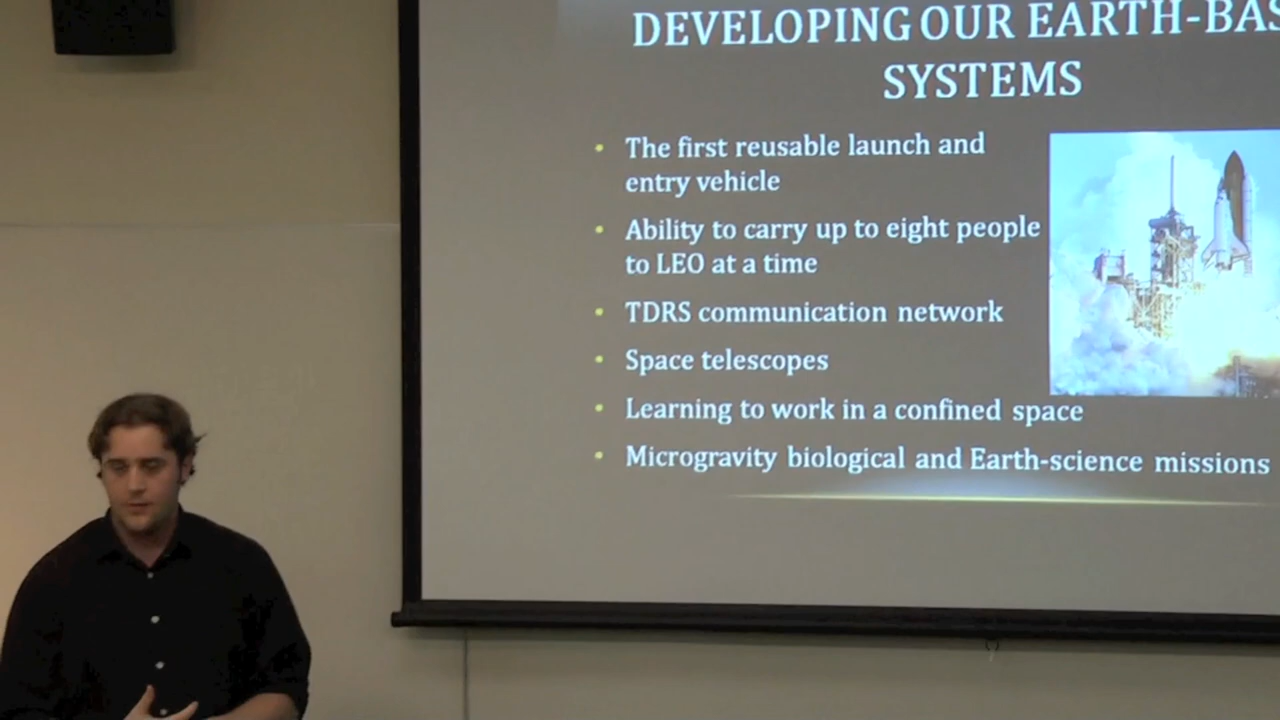 DEVELOPING OUR EARTH-BAS
SYSTEMS
• The first reusable launch and
entry vehicle
• Ability to carry up to eight people
to LEO at a time
• TDRS communication network
• Space telescopes
• Learning to work in a confined space
• Microgravity biological and Earth-science missions